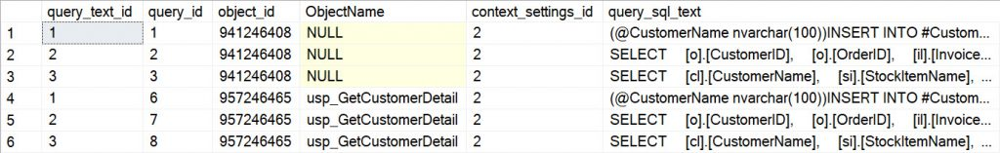 query_text_id query_id object_id ObjectName context_settings_id query_sql_text
1 1 1 941246408 NULL 2 (@CustomerName nvarchar(100))INSERT INTO #Custom...
2 2 2 941246408 NULL 2 SELECT [o].[CustomerID], [o].[OrderID], [il].[Invoice...
3 3 3 941246408 NULL 2 SELECT [cl].[CustomerName], [si].[StockItemName], ...
4 1 6 957246465 usp_GetCustomerDetail 2 (@CustomerName nvarchar(100))INSERT INTO #Custom...
5 2 7 957246465 usp_GetCustomerDetail 2 SELECT [o].[CustomerID], [o].[OrderID], [il].[Invoice...
6 3 8 957246465 usp_GetCustomerDetail 2 SELECT [cl].[CustomerName], [si].[StockItemName], ...